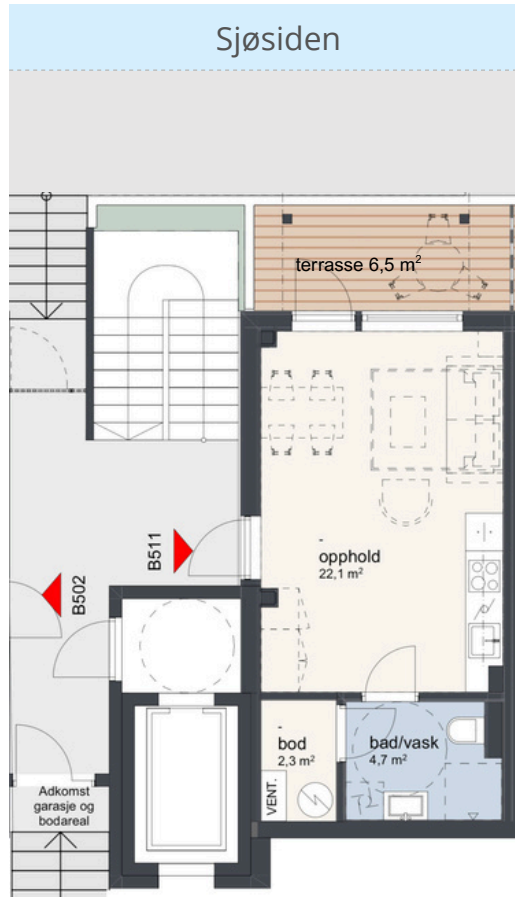 Sjøsiden
terrasse 6,5 m²
B511
B502
-
opphold
22,1 m²
-
bod
2,3 m²
bad/vask
4,7 m²
VENT.
Adkomst
garasje og
bodareal